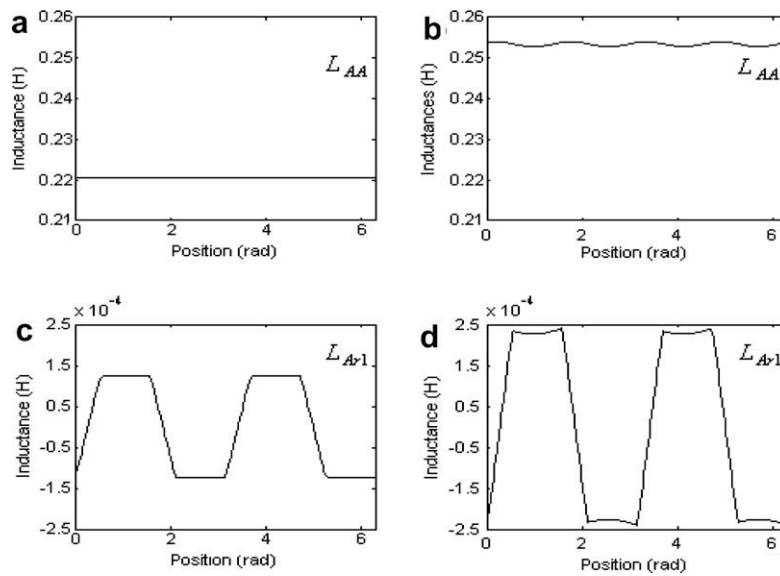 a
0.26
0.25
0.24
0.23
0.22
0.21
Inductance (H)
L AA
0 2 4 6
Position (rad)
b
0.26
0.25
0.24
0.23
0.22
0.21
Inductances (H)
L AA
0 2 4 6
Position (rad)
c
× 10⁻⁴
2.5
1.5
0.5
-0.5
-1.5
-2.5
Inductance (H)
L Ar1
0 2 4 6
Position (rad)
d
× 10⁻⁴
2.5
1.5
0.5
-0.5
-1.5
-2.5
Inductance (H)
L Ar1
0 2 4 6
Position (rad)